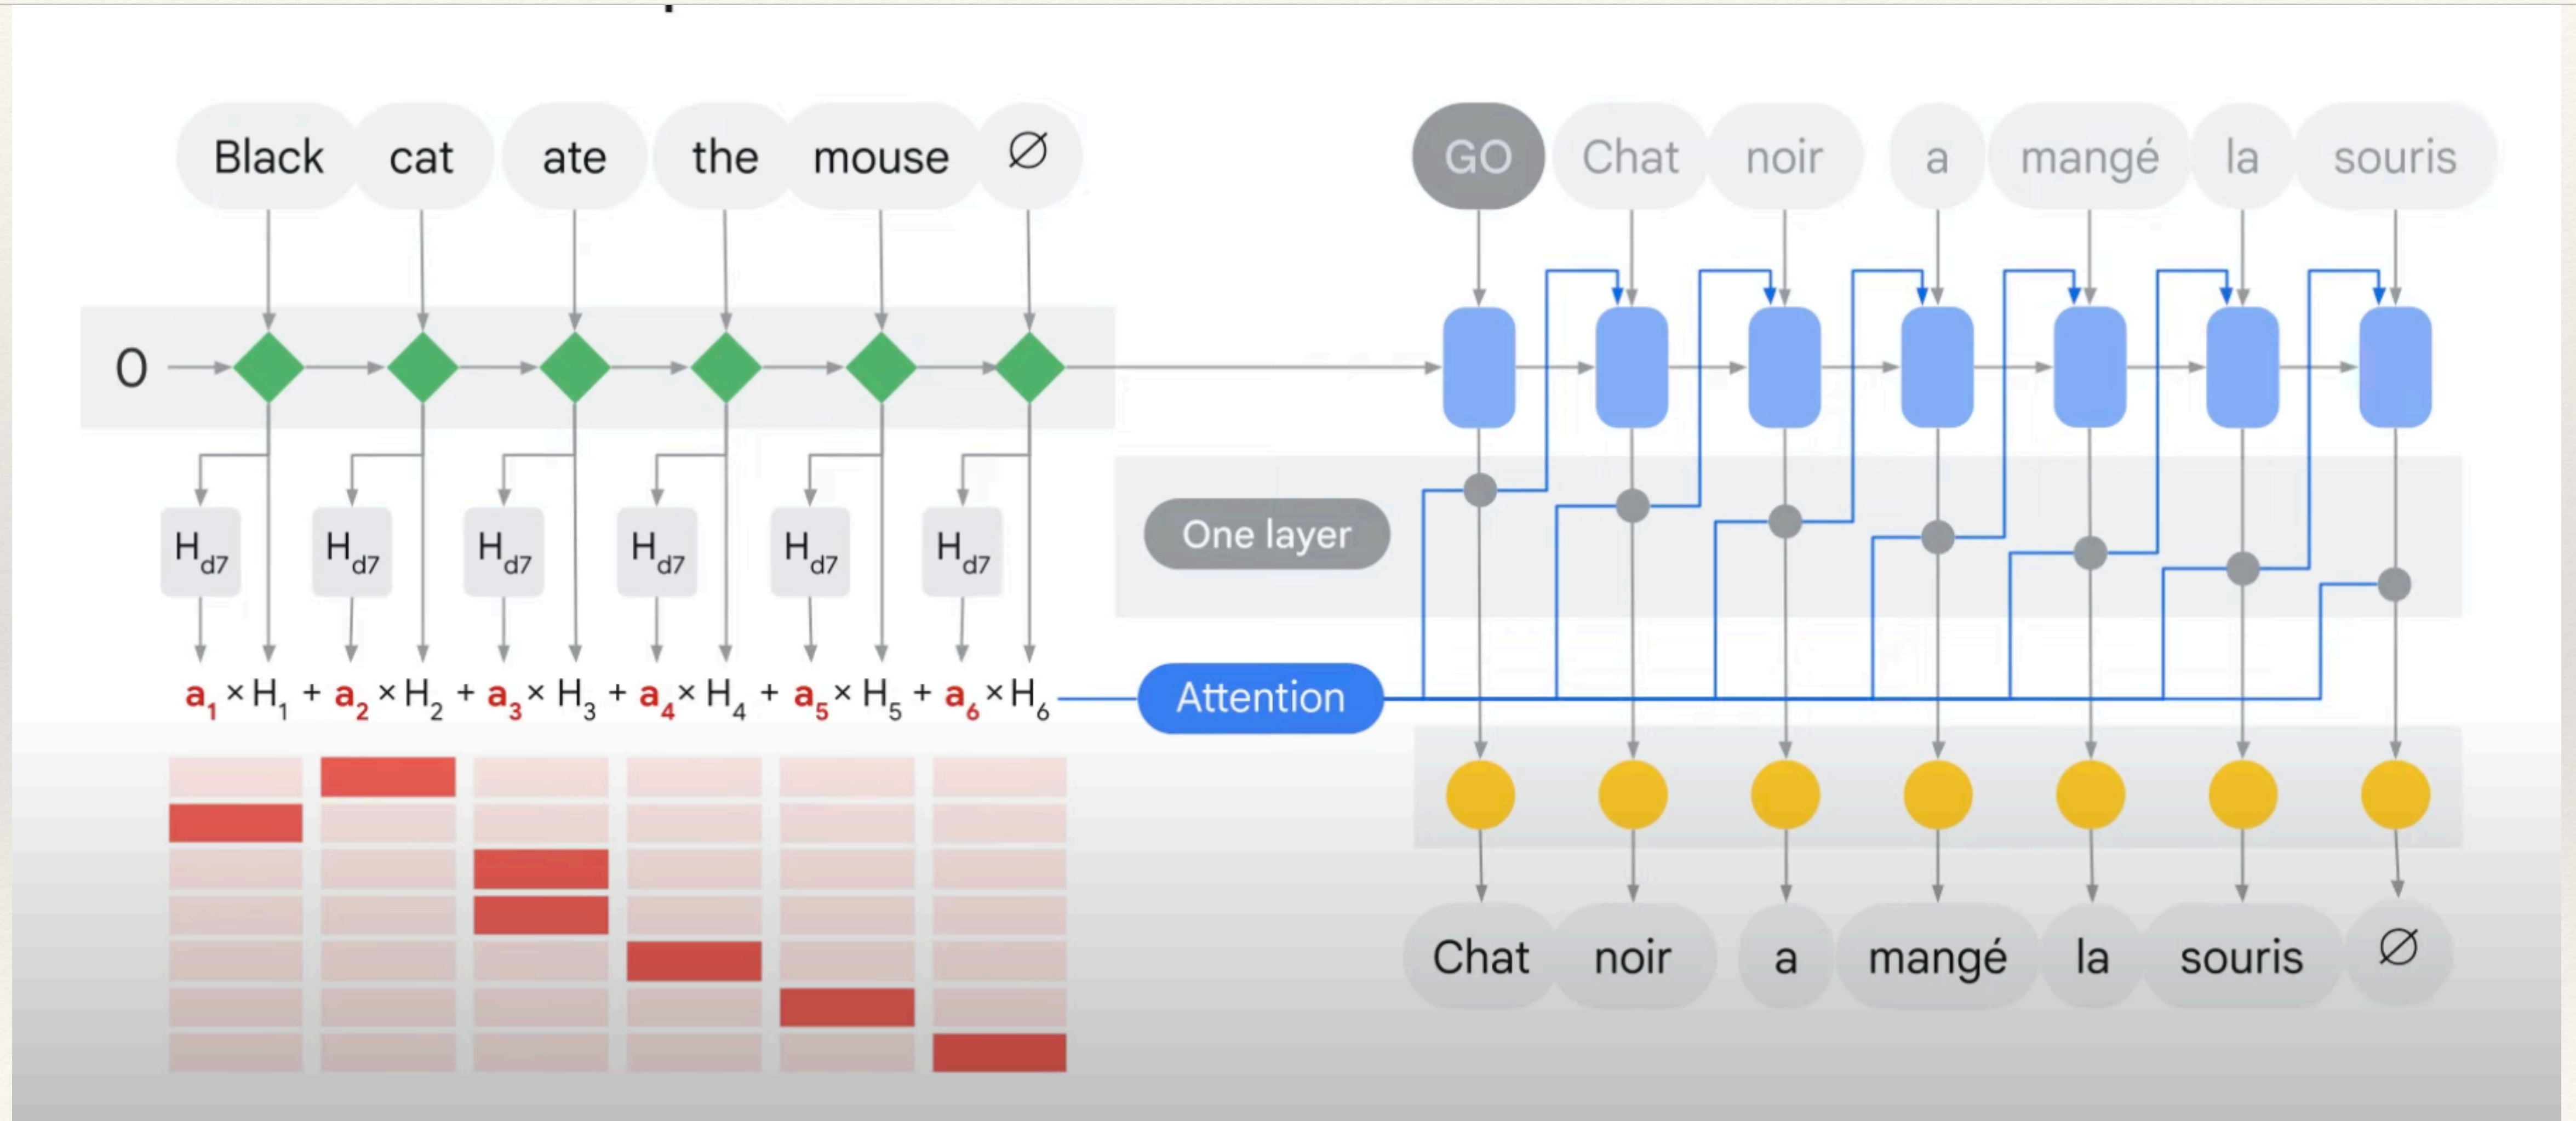 Black cat ate the mouse ∅
GO Chat noir a mangé la souris
0
H_d7 H_d7 H_d7 H_d7 H_d7 H_d7
One layer
a₁ × H₁ + a₂ × H₂ + a₃ × H₃ + a₄ × H₄ + a₅ × H₅ + a₆ × H₆
Attention
Chat noir a mangé la souris ∅